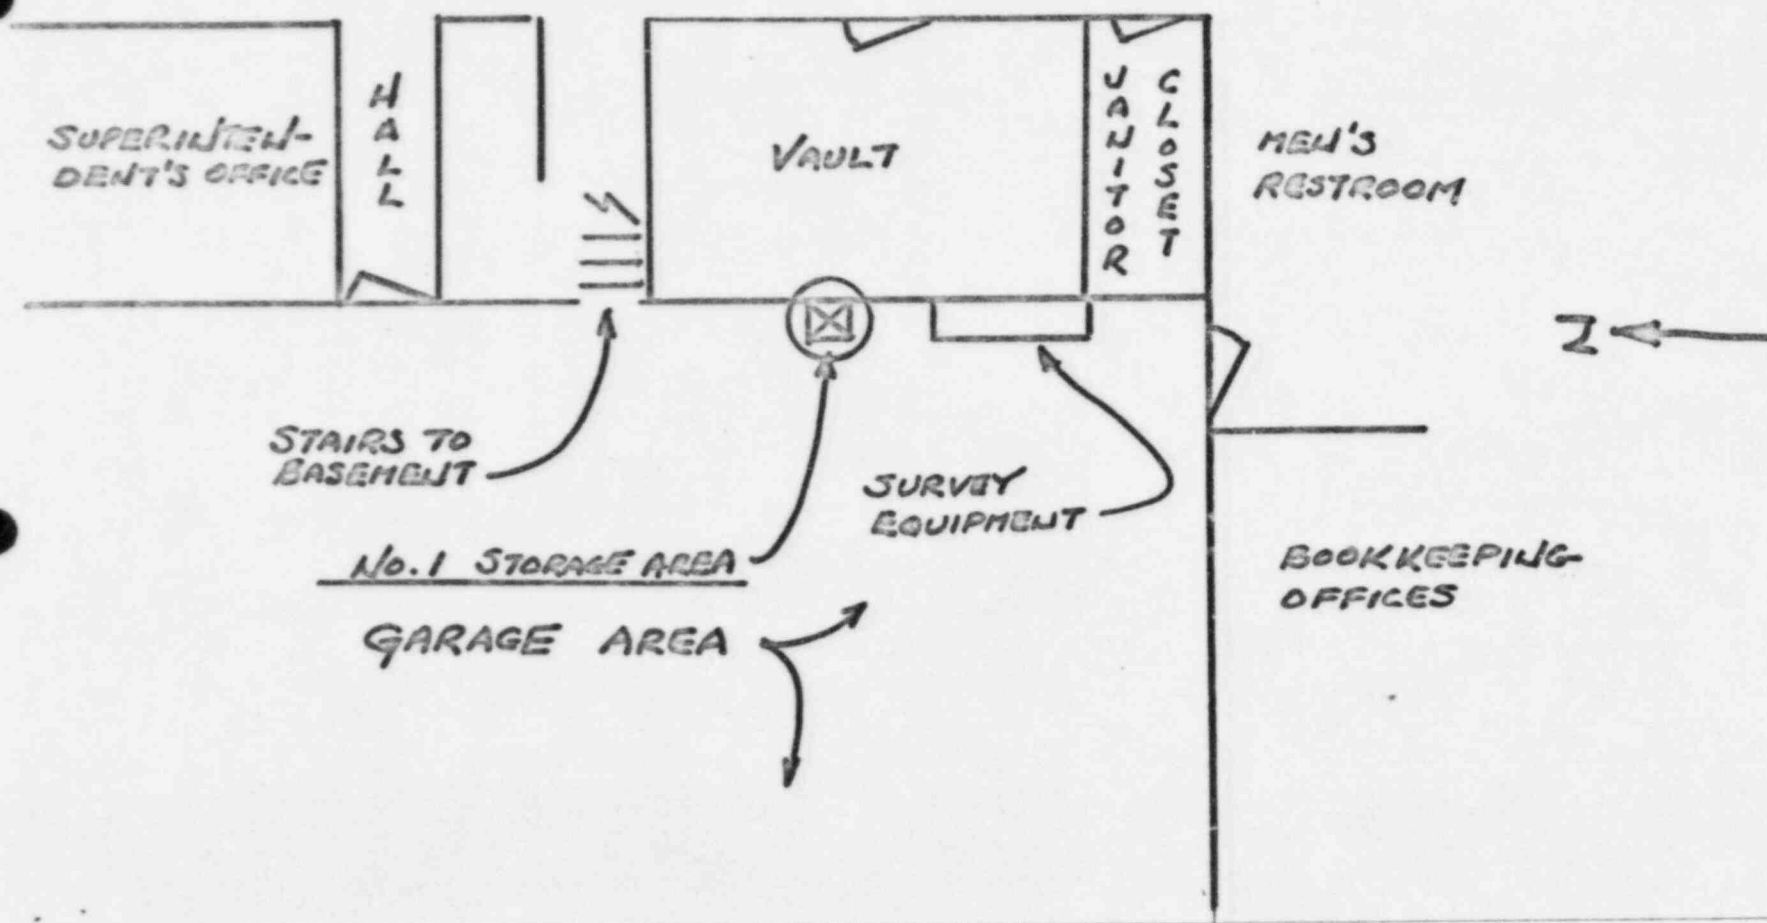 SUPERINTEN-
DENT'S OFFICE
HALL
VAULT
JANITOR
CLOSET
MEN'S
RESTROOM
N
STAIRS TO
BASEMENT
SURVEY
EQUIPMENT
NO. 1 STORAGE AREA
GARAGE AREA
BOOKKEEPING
OFFICES